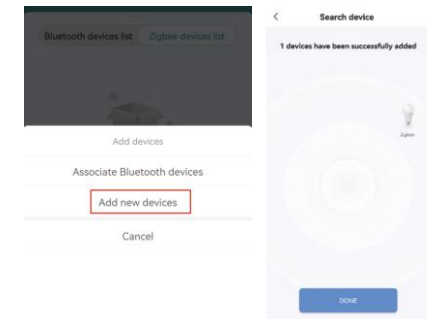 Bluetooth devices list Zigbee devices list
Add devices
Associate Bluetooth devices
Add new devices
Cancel
Search device
1 devices have been successfully added
Zigbee
DONE